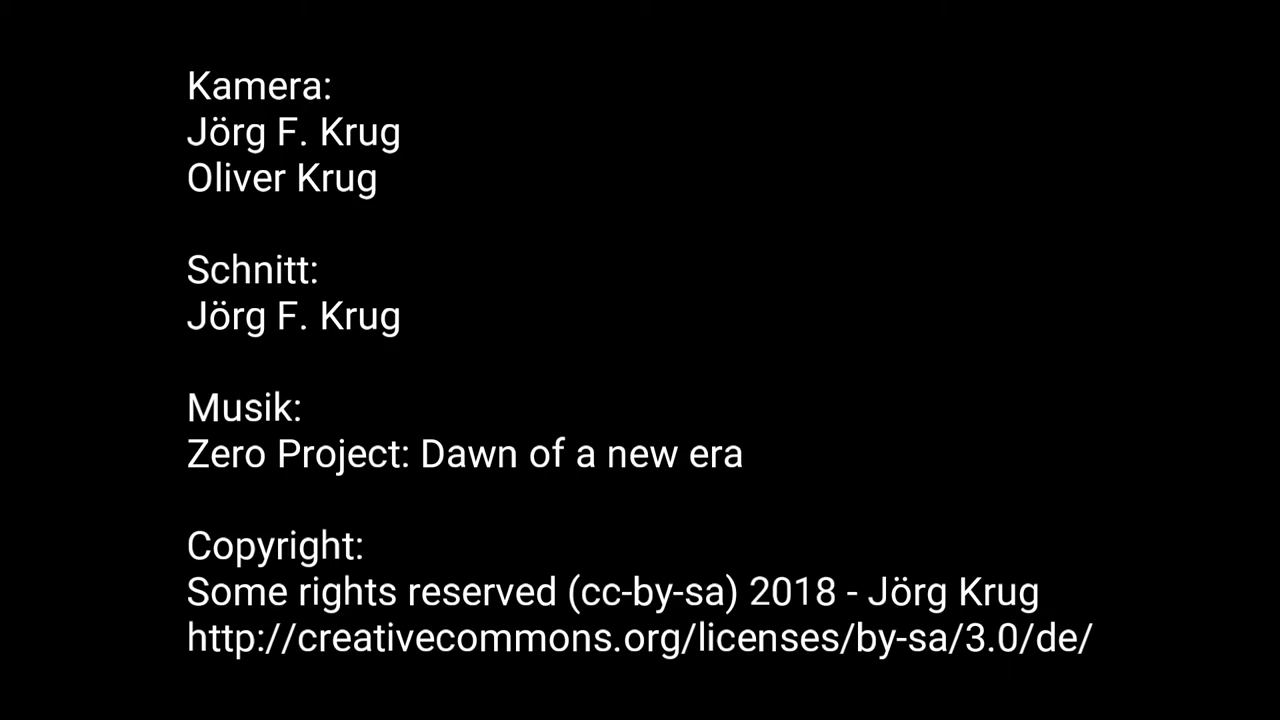 Kamera:
Jörg F. Krug
Oliver Krug
Schnitt:
Jörg F. Krug
Musik:
Zero Project: Dawn of a new era
Copyright:
Some rights reserved (cc-by-sa) 2018 - Jörg Krug
http://creativecommons.org/licenses/by-sa/3.0/de/